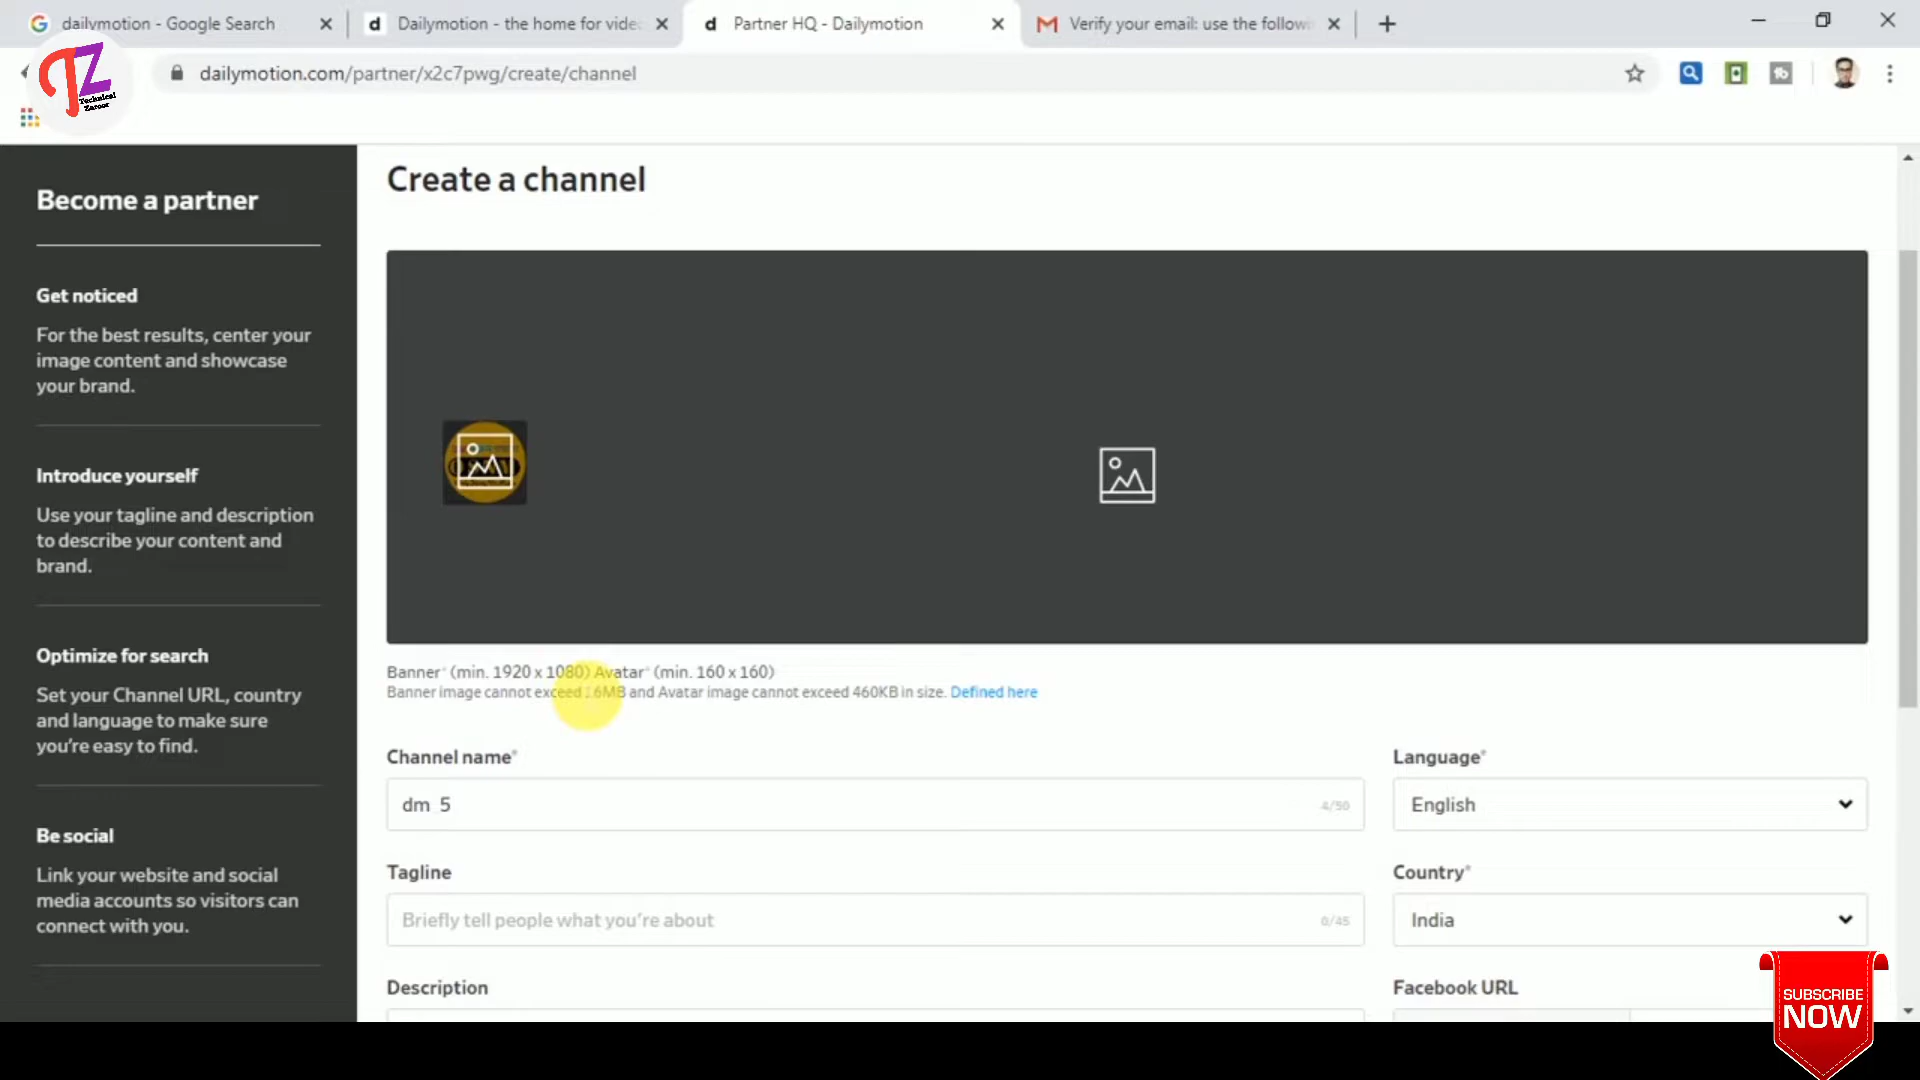 dailymotion - Google Search
Dailymotion - the home for vide
Partner HQ - Dailymotion
Verify your email: use the followi
dailymotion.com/partner/x2c7pwg/create/channel
TZ
Technical
Zaroor
Become a partner
Get noticed
For the best results, center your
image content and showcase
your brand.
Introduce yourself
Use your tagline and description
to describe your content and
brand.
Optimize for search
Set your Channel URL, country
and language to make sure
you're easy to find.
Be social
Link your website and social
media accounts so visitors can
connect with you.
Create a channel
Banner* (min. 1920 x 1080) Avatar* (min. 160 x 160)
Banner image cannot exceed 16MB and Avatar image cannot exceed 460KB in size. Defined here
Channel name*
dm 5
4/50
Language*
English
Tagline
Briefly tell people what you're about
0/45
Country*
India
Description
Facebook URL
SUBSCRIBE
NOW